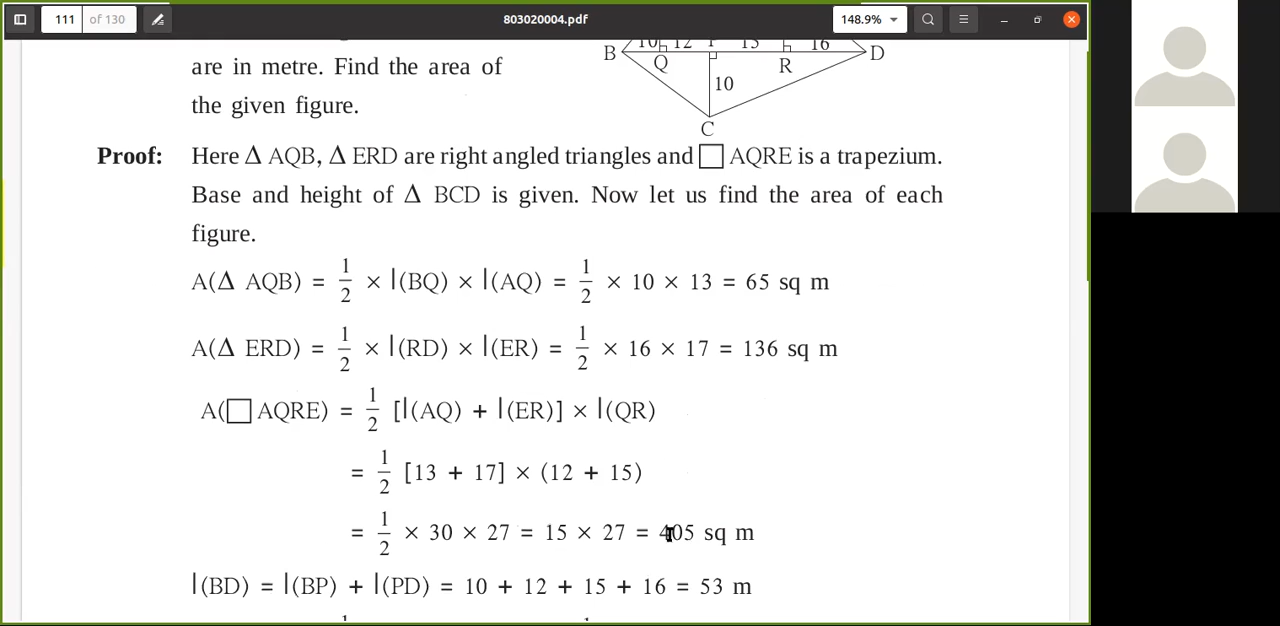 111 of 130
803020004.pdf
148.9%
are in metre. Find the area of
the given figure.
B 10 12 P 15 16 D
Q R
10
C
Proof: Here Δ AQB, Δ ERD are right angled triangles and □ AQRE is a trapezium.
Base and height of Δ BCD is given. Now let us find the area of each
figure.
A(Δ AQB) = 1/2 × l(BQ) × l(AQ) = 1/2 × 10 × 13 = 65 sq m
A(Δ ERD) = 1/2 × l(RD) × l(ER) = 1/2 × 16 × 17 = 136 sq m
A(□ AQRE) = 1/2 [l(AQ) + l(ER)] × l(QR)
= 1/2 [13 + 17] × (12 + 15)
= 1/2 × 30 × 27 = 15 × 27 = 405 sq m
l(BD) = l(BP) + l(PD) = 10 + 12 + 15 + 16 = 53 m